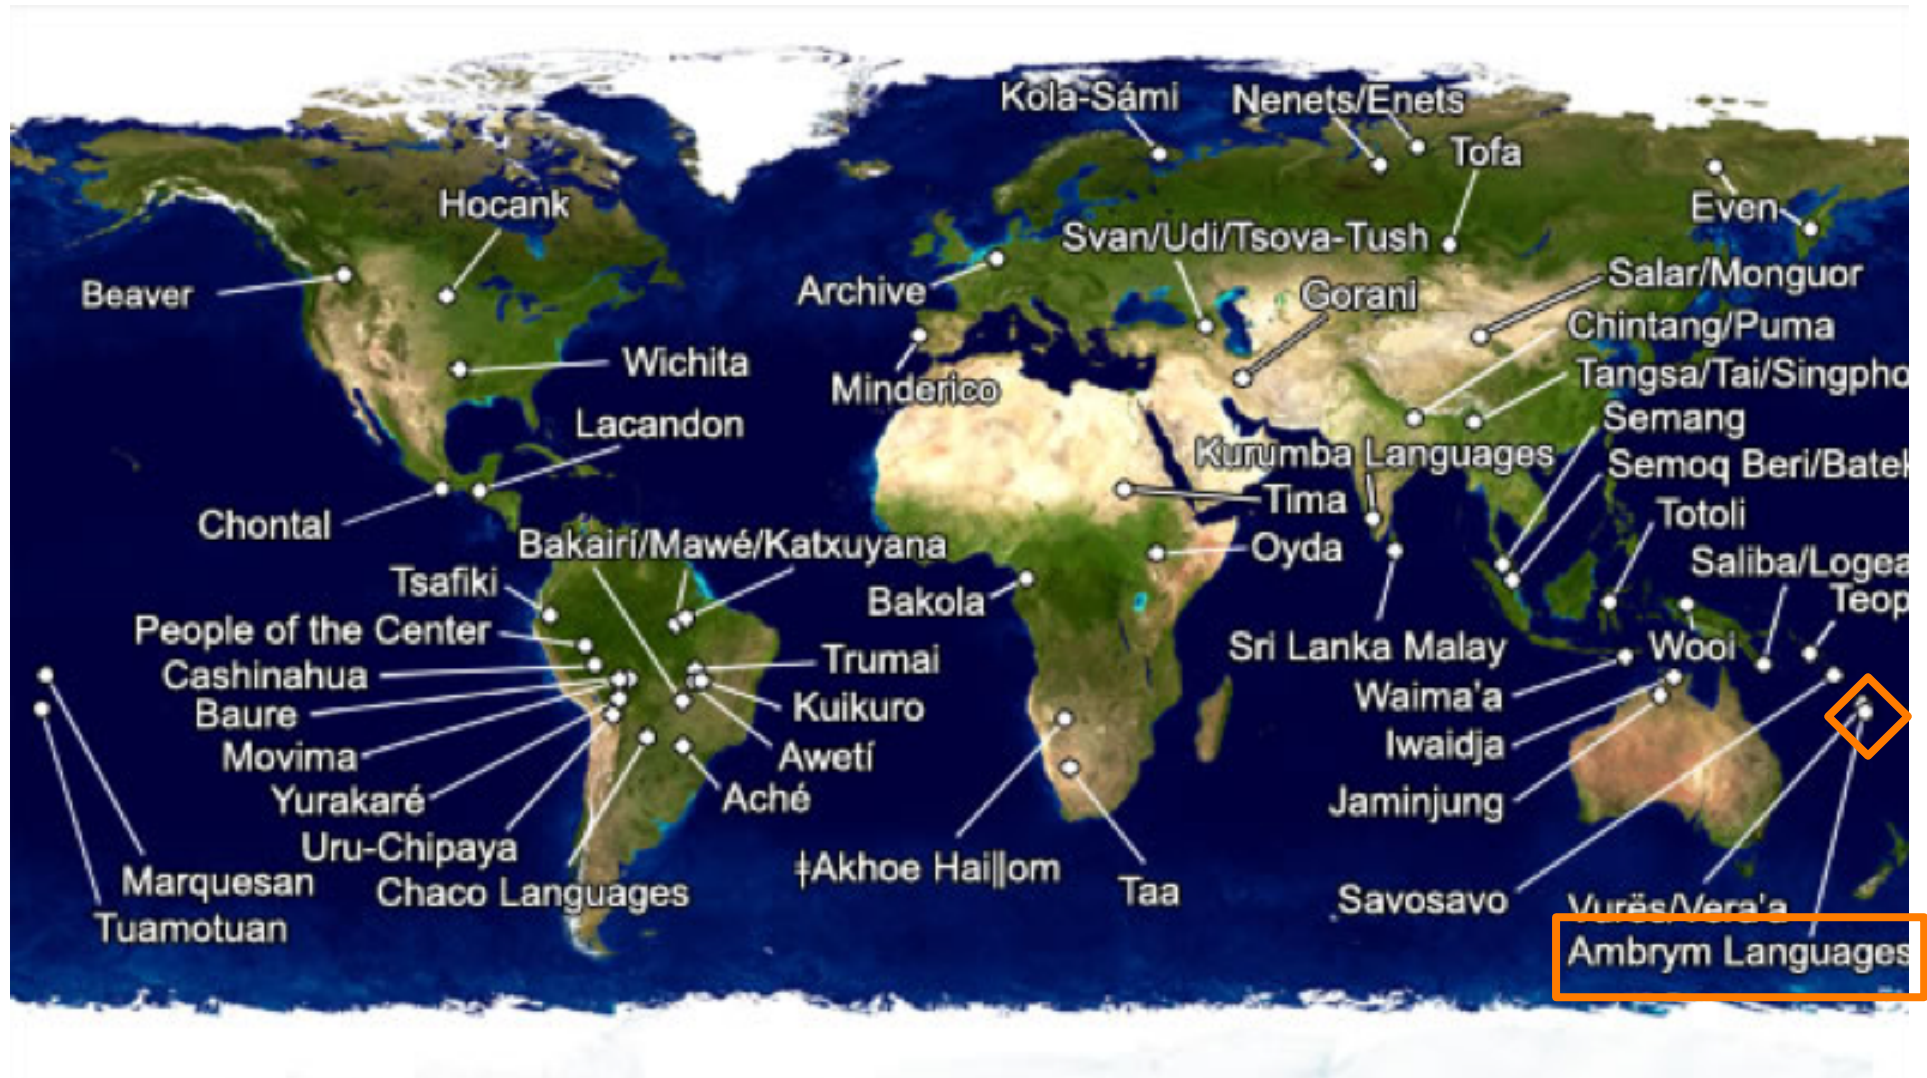 Kola-Sámi
Nenets/Enets
Tofa
Hocank
Even
Svan/Udi/Tsova-Tush
Beaver
Archive
Salar/Monguor
Gorani
Chintang/Puma
Wichita
Minderico
Tangsa/Tai/Singpho
Lacandon
Semang
Kurumba Languages
Semoq Beri/Batek
Chontal
Tima
Totoli
Bakairí/Mawé/Katxuyana
Oyda
Saliba/Logea
Tsafiki
Bakola
Teop
People of the Center
Trumai
Sri Lanka Malay
Wooi
Cashinahua
Waima'a
Baure
Kuikuro
Iwaidja
Movima
Awetí
Yurakaré
Aché
Jaminjung
Uru-Chipaya
ǂAkhoe Haiǁom
Marquesan
Chaco Languages
Taa
Savosavo
Vurës/Vera'a
Tuamotuan
Ambrym Languages